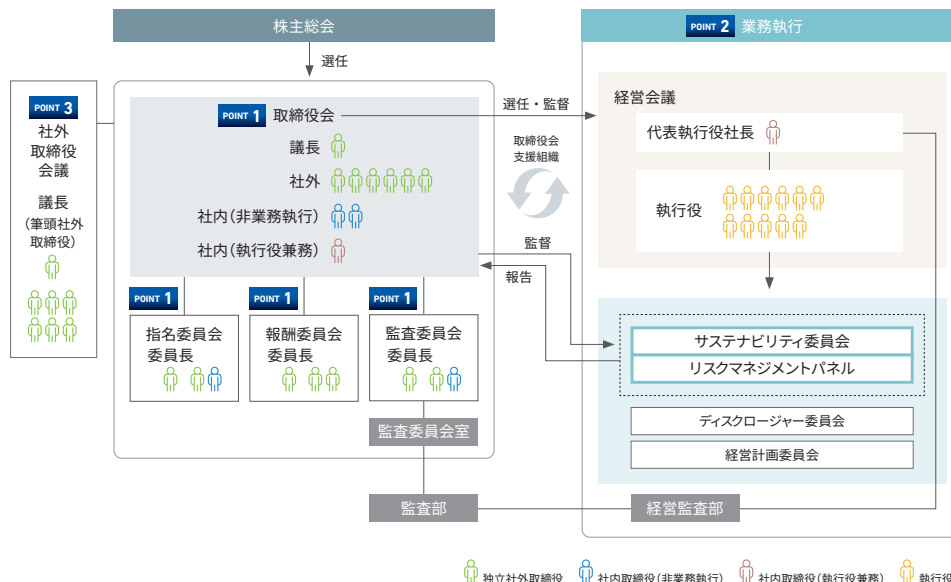 株主総会
POINT 2 業務執行
選任
POINT 3
社外
取締役
会議
議長
(筆頭社外
取締役)
POINT 1 取締役会
議長
社外
社内(非業務執行)
社内(執行役兼務)
選任・監督
取締役会
支援組織
監督
報告
経営会議
代表執行役社長
執行役
POINT 1
指名委員会
委員長
POINT 1
報酬委員会
委員長
POINT 1
監査委員会
委員長
サステナビリティ委員会
リスクマネジメントパネル
ディスクロージャー委員会
経営計画委員会
監査委員会室
監査部
経営監査部
独立社外取締役 社内取締役(非業務執行) 社内取締役(執行役兼務) 執行役